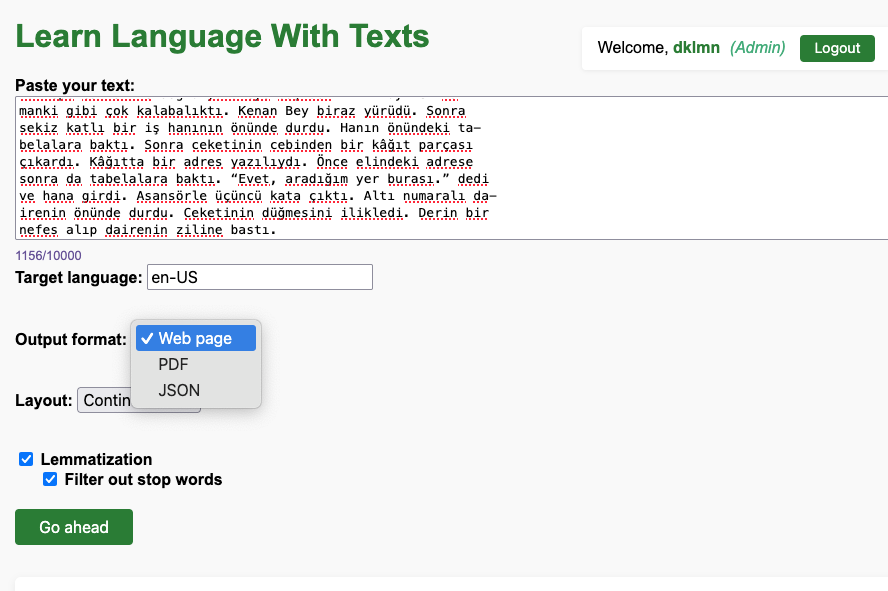 Learn Language With Texts
Welcome, dklmn (Admin)
Logout
Paste your text:
manki gibi çok kalabalıktı. Kenan Bey biraz yürüdü. Sonra
sekiz katlı bir iş hanının önünde durdu. Hanın önündeki ta-
belalara baktı. Sonra ceketinin cebinden bir kâğıt parçası
çıkardı. Kâğıtta bir adres yazılıydı. Önce elindeki adrese
sonra da tabelalara baktı. “Evet, aradığım yer burası.” dedi
ve hana girdi. Asansörle üçüncü kata çıktı. Altı numaralı da-
irenin önünde durdu. Ceketinin düğmesini ilikledi. Derin bir
nefes alıp dairenin ziline bastı.
1156/10000
Target language: en-US
Output format:
✓ Web page
PDF
JSON
Layout: Contin
Lemmatization
Filter out stop words
Go ahead